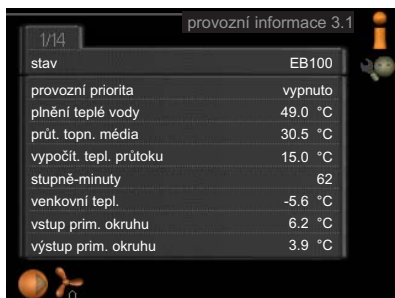 provozní informace 3.1
1/14
stav EB100
provozní priorita vypnuto
plnění teplé vody 49.0 °C
průt. topn. média 30.5 °C
vypočít. tepl. průtoku 15.0 °C
stupně-minuty 62
venkovní tepl. -5.6 °C
vstup prim. okruhu 6.2 °C
výstup prim. okruhu 3.9 °C